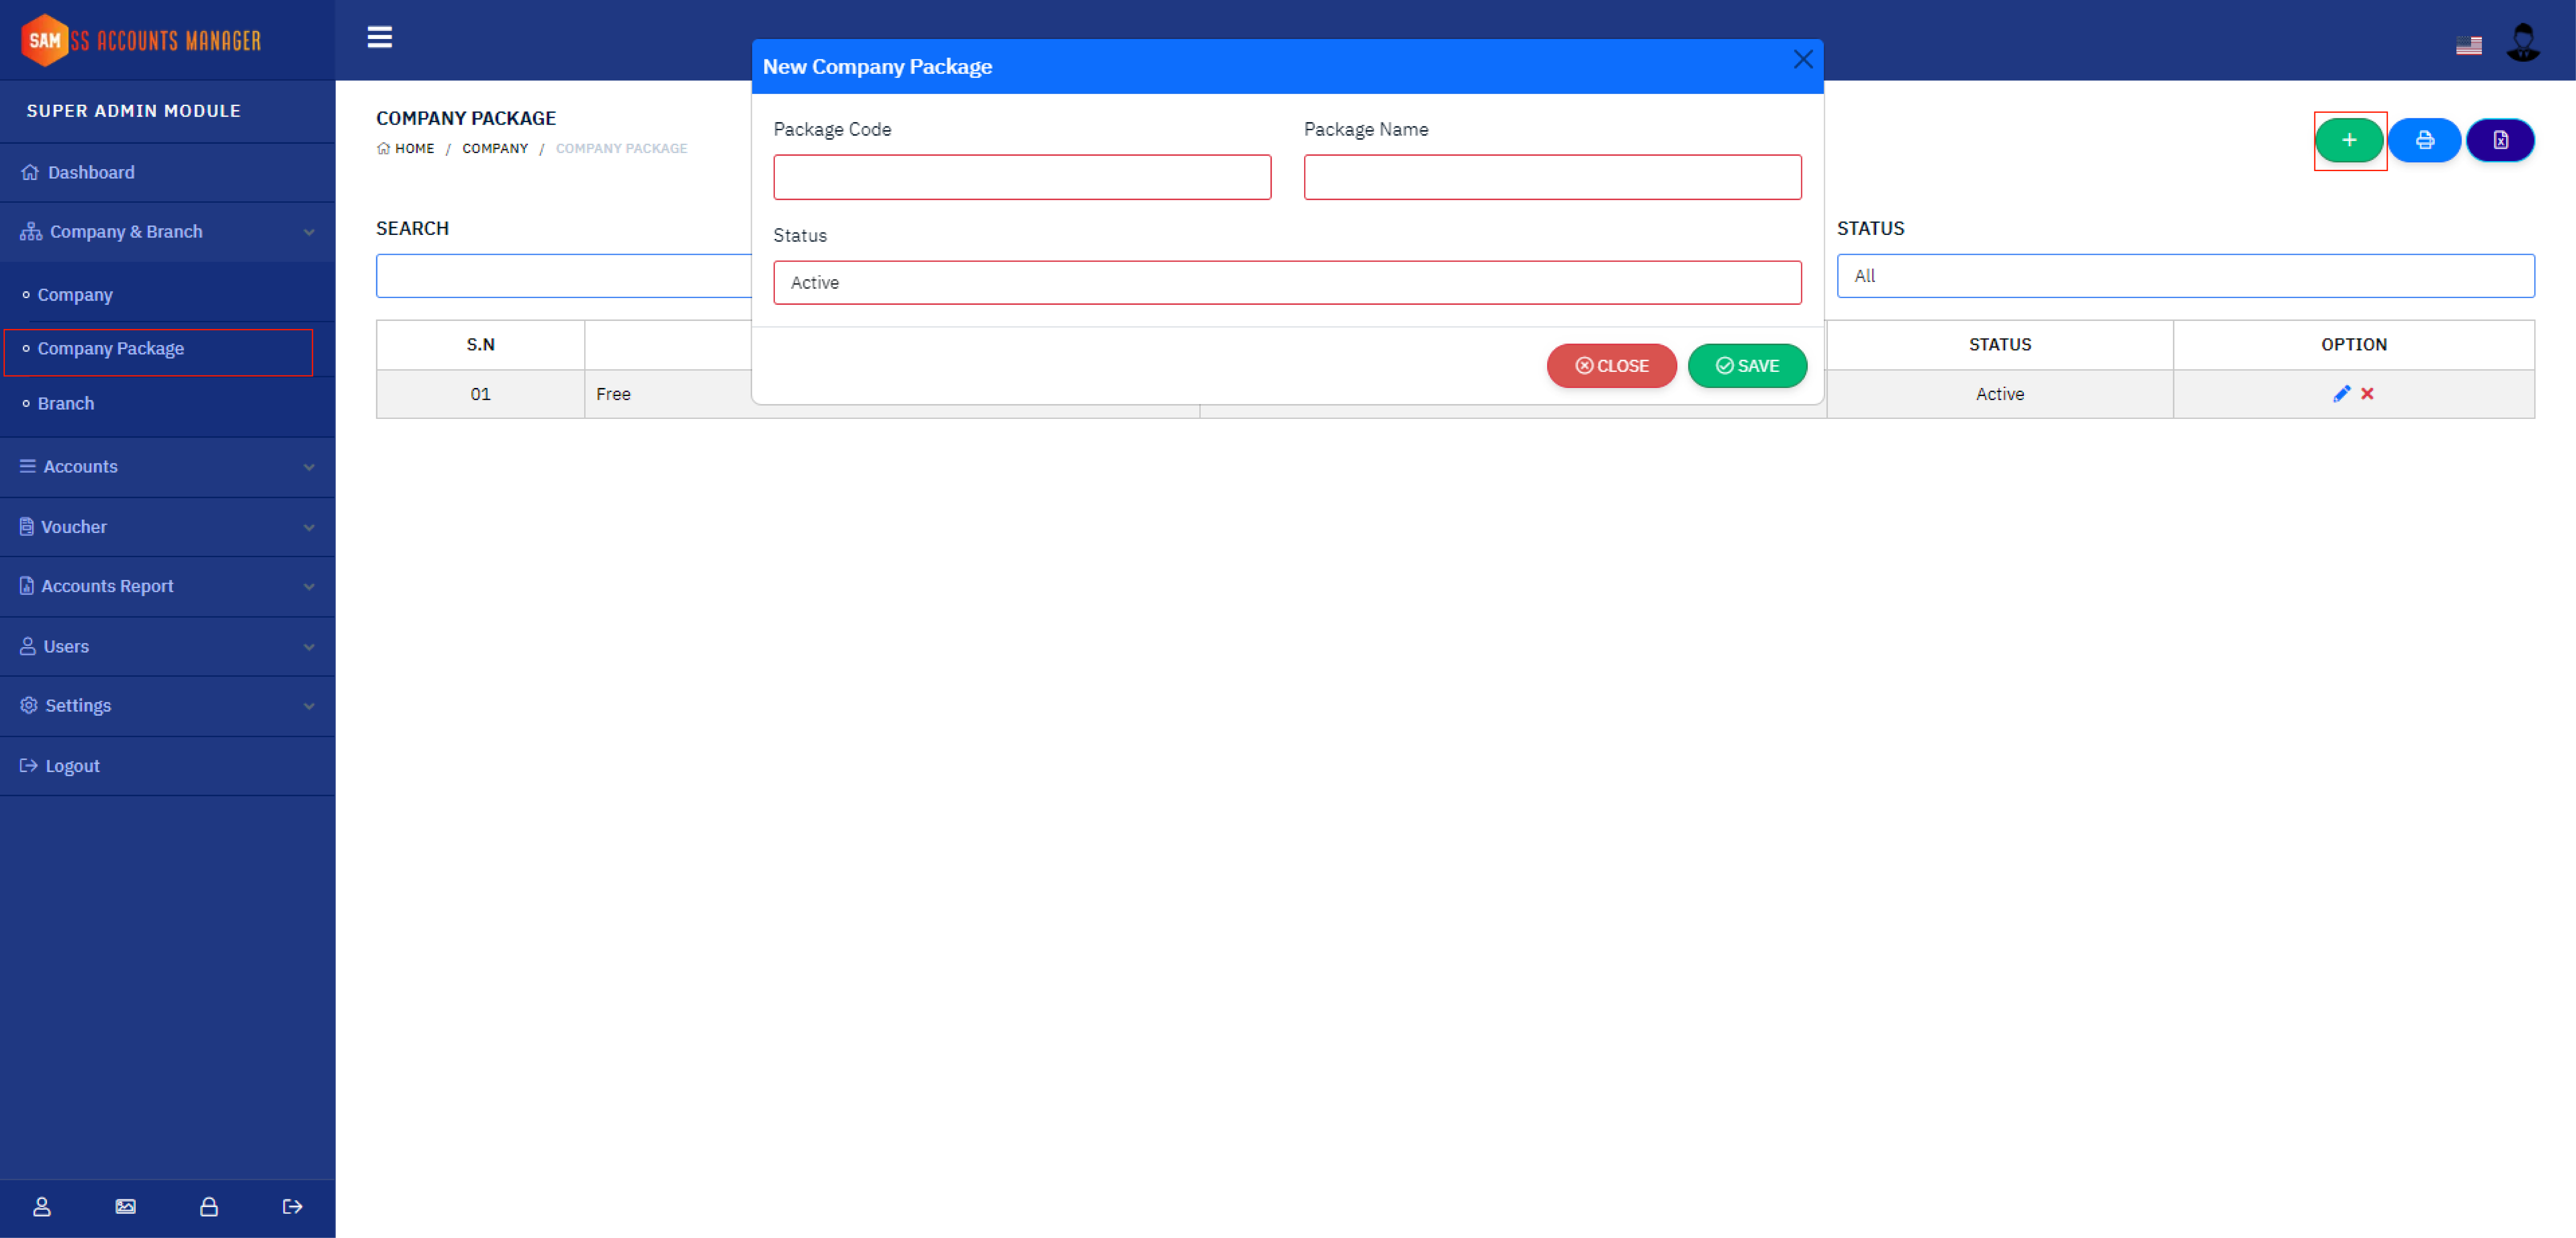 SAM SS ACCOUNTS MANAGER
SUPER ADMIN MODULE
Dashboard
Company & Branch
Company
Company Package
Branch
Accounts
Voucher
Accounts Report
Users
Settings
Logout
COMPANY PACKAGE
HOME / COMPANY / COMPANY PACKAGE
SEARCH
STATUS
All
S.N
STATUS
OPTION
01
Free
Active
New Company Package
Package Code
Package Name
Status
Active
CLOSE
SAVE